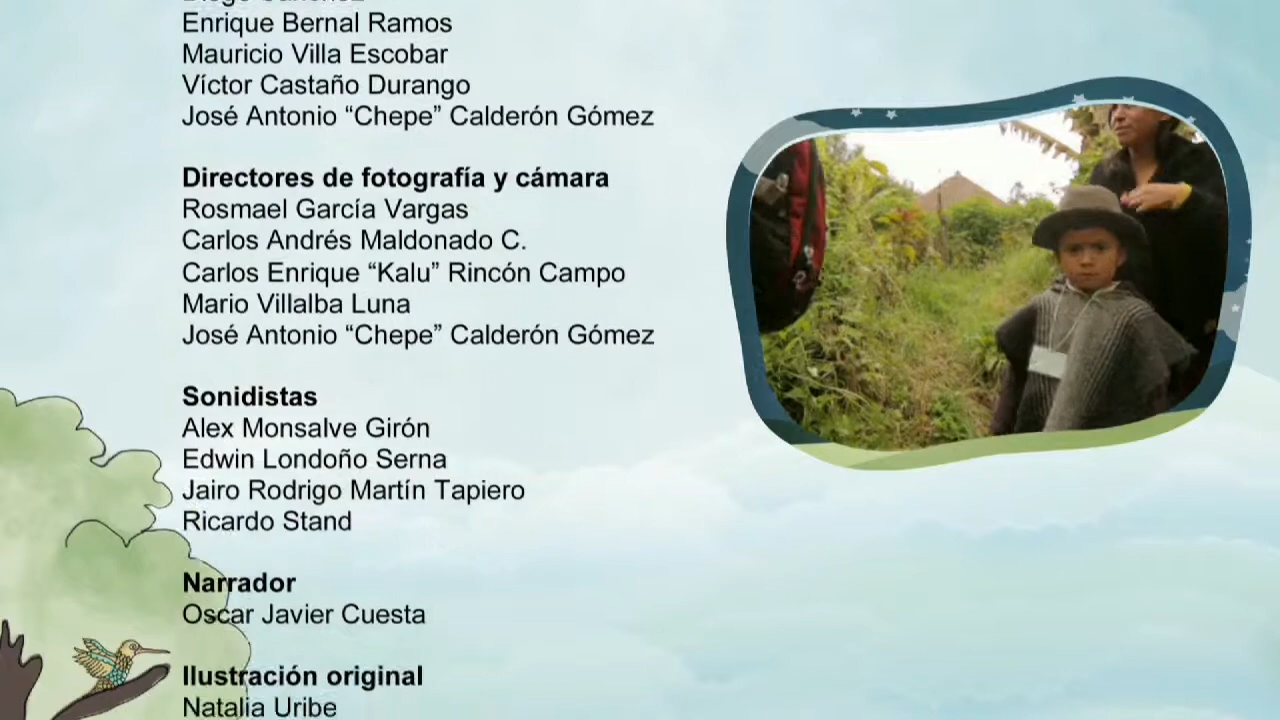 Enrique Bernal Ramos
Mauricio Villa Escobar
Víctor Castaño Durango
José Antonio “Chepe” Calderón Gómez
Directores de fotografía y cámara
Rosmael García Vargas
Carlos Andrés Maldonado C.
Carlos Enrique “Kalu” Rincón Campo
Mario Villalba Luna
José Antonio “Chepe” Calderón Gómez
Sonidistas
Alex Monsalve Girón
Edwin Londoño Serna
Jairo Rodrigo Martín Tapiero
Ricardo Stand
Narrador
Oscar Javier Cuesta
Ilustración original
Natalia Uribe